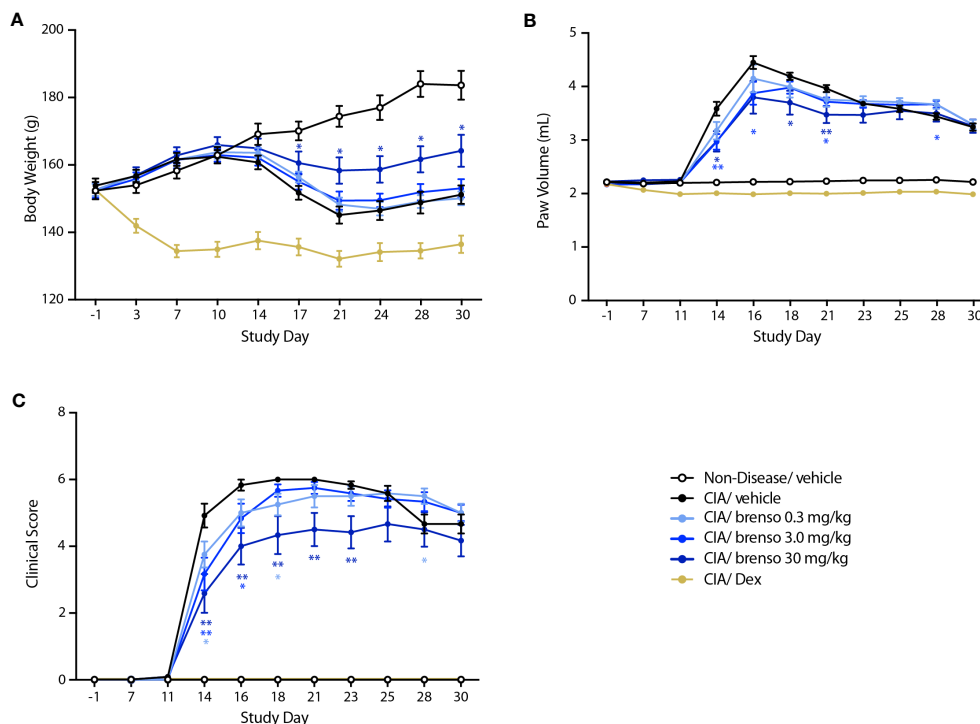 A
200
180
160
140
120
Body Weight (g)
* * * * *
-1 3 7 10 14 17 21 24 28 30
Study Day
B
5
4
3
2
1
0
Paw Volume (mL)
*
**
*
*
**
*
*
-1 7 11 14 16 18 21 23 25 28 30
Study Day
C
8
6
4
2
0
Clinical Score
**
**
*
**
*
**
*
**
**
*
-1 7 11 14 16 18 21 23 25 28 30
Study Day
Non-Disease/ vehicle
CIA/ vehicle
CIA/ brenso 0.3 mg/kg
CIA/ brenso 3.0 mg/kg
CIA/ brenso 30 mg/kg
CIA/ Dex